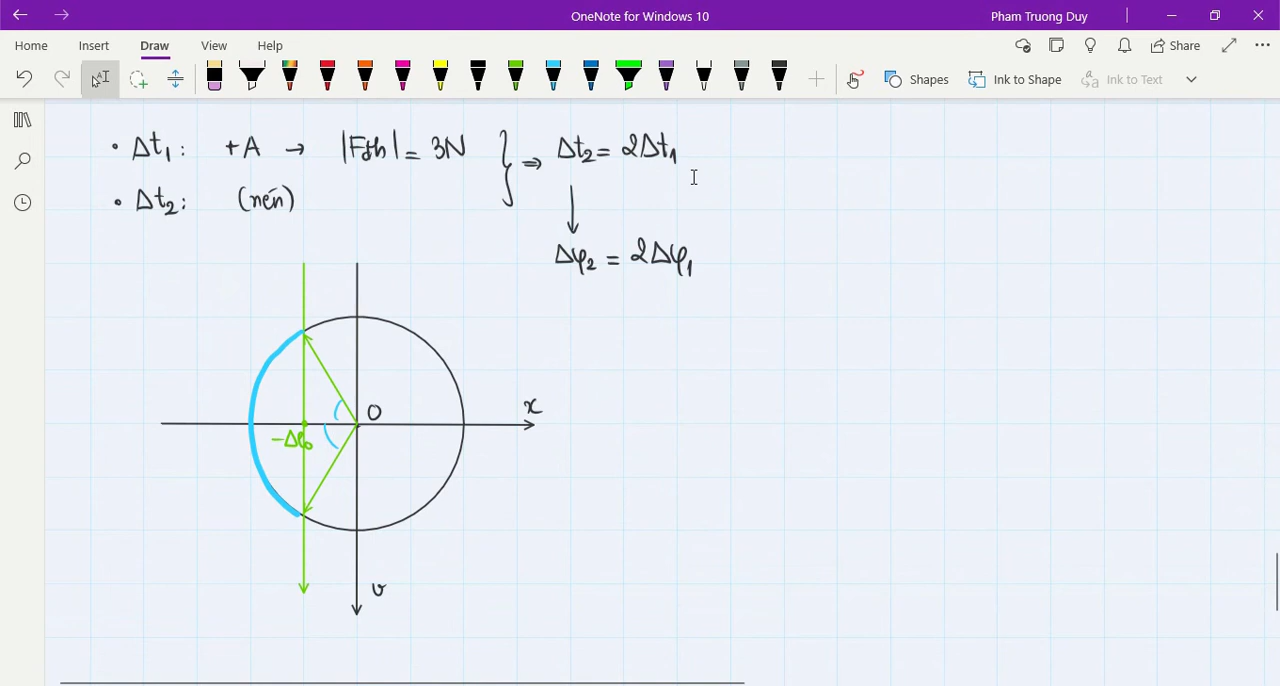 OneNote for Windows 10
Pham Truong Duy
Home Insert Draw View Help
Share
Shapes
Ink to Shape
Ink to Text
• Δt₁: +A → |Fđh| = 3N } ⇒ Δt₂ = 2Δt₁
• Δt₂: (nén)
Δφ₂ = 2Δφ₁
O
x
-Δℓ₀
v